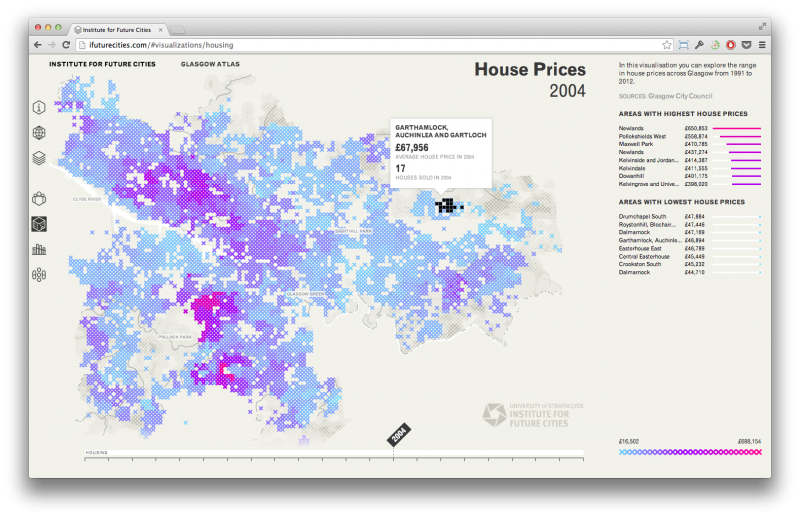 Institute for Future Cities
ifuturecities.com/#visualizations/housing
INSTITUTE FOR FUTURE CITIES
GLASGOW ATLAS
House Prices
2004
In this visualisation you can explore the range
in house prices across Glasgow from 1991 to
2012.
SOURCES: Glasgow City Council
AREAS WITH HIGHEST HOUSE PRICES
Newlands £650,853
Pollokshields West £558,874
Maxwell Park £470,785
Newlands £437,274
Kelvinside and Jordan... £414,387
Kelvindale £411,555
Dowanhill £401,175
Kelvingrove and Unive... £398,020
AREAS WITH LOWEST HOUSE PRICES
Drumchapel South £47,884
Roystonhill, Blochair... £47,446
Dalmarnock £47,169
Garthamlock, Auchinle... £46,894
Easterhouse East £46,789
Central Easterhouse £45,449
Crookston South £45,232
Dalmarnock £44,710
GARTHAMLOCK,
AUCHINLEA AND GARTLOCH
£67,956
AVERAGE HOUSE PRICE IN 2004
17
HOUSES SOLD IN 2004
CLYDE RIVER
SIGHTHILL PARK
GLASGOW GREEN
POLLOCK PARK
UNIVERSITY OF STRATHCLYDE
INSTITUTE FOR
FUTURE CITIES
2004
HOUSING
£16,502 £688,154